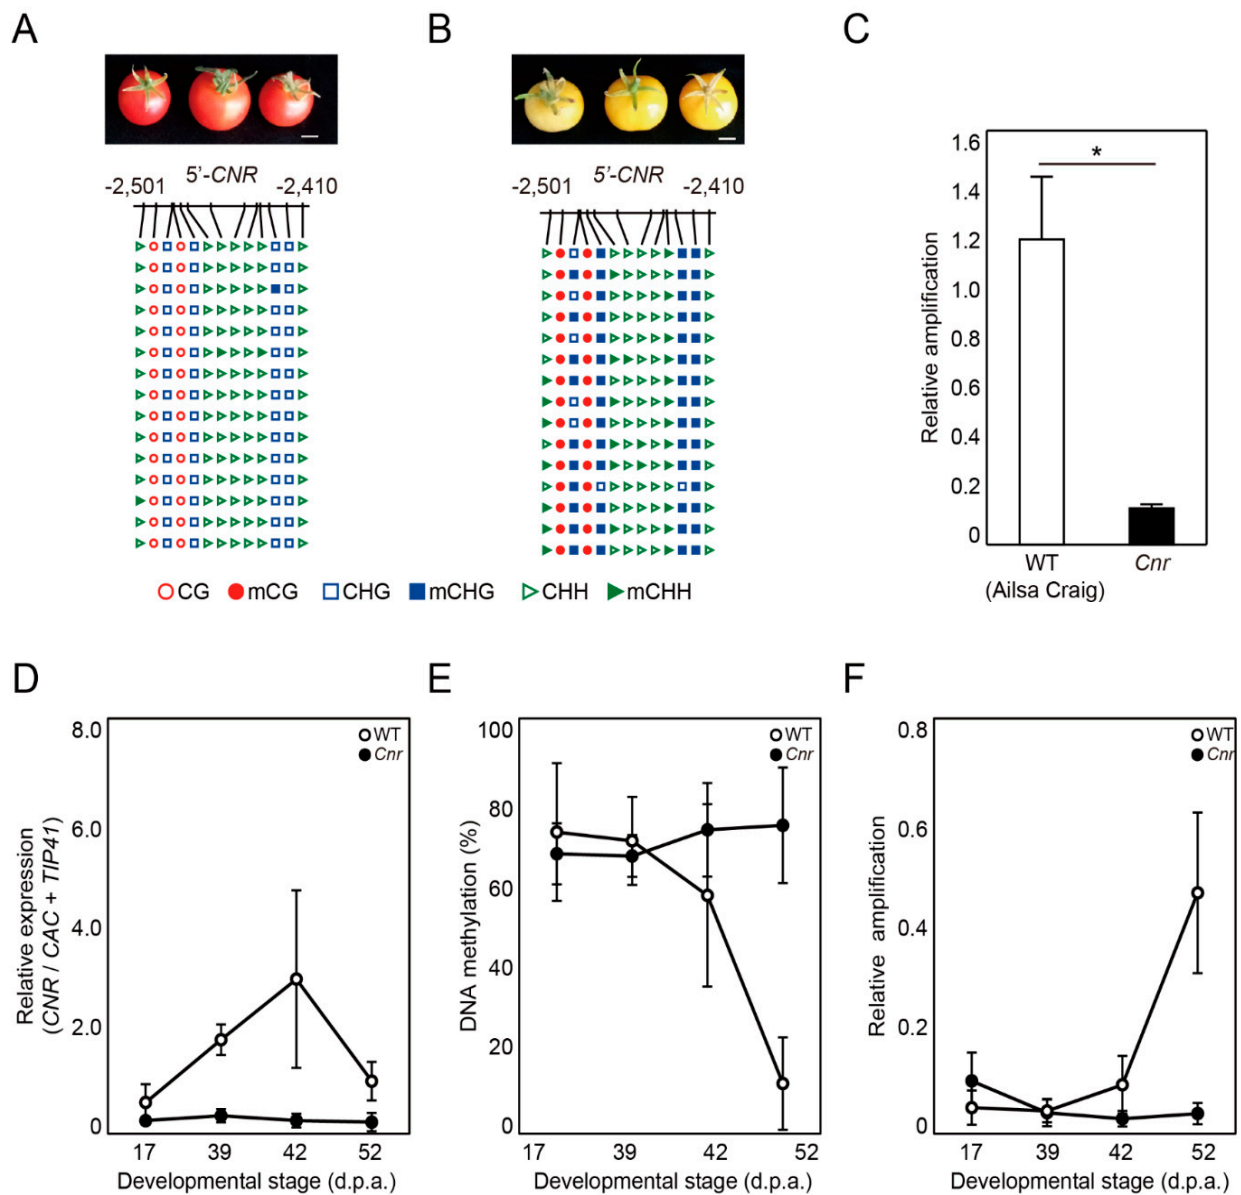 A
B
C
5'-CNR
-2,501
-2,410
5'-CNR
-2,501
-2,410
CG
mCG
CHG
mCHG
CHH
mCHH
Relative amplification
1.6
1.4
1.2
1.0
0.8
0.6
0.4
0.2
0
*
WT
(Ailsa Craig)
Cnr
D
E
F
Relative expression
(CNR / CAC + TIP41)
8.0
6.0
4.0
2.0
0
WT
Cnr
17 39 42 52
Developmental stage (d.p.a.)
DNA methylation (%)
100
80
60
40
20
0
WT
Cnr
17 39 42 52
Developmental stage (d.p.a.)
Relative amplification
0.8
0.6
0.4
0.2
0
WT
Cnr
17 39 42 52
Developmental stage (d.p.a.)